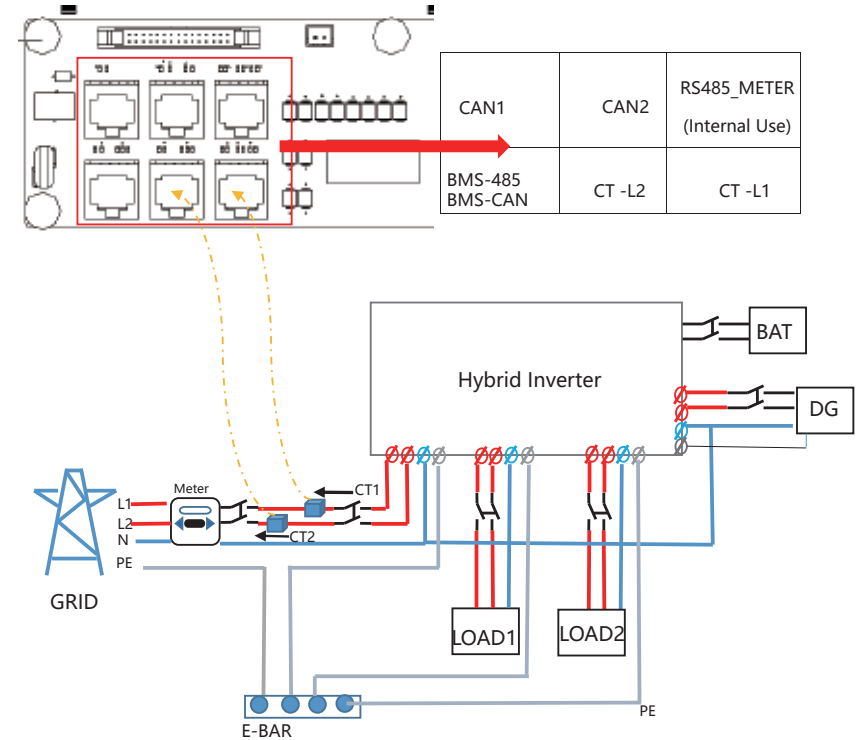 CAN1
CAN2
RS485_METER
(Internal Use)
BMS-485
BMS-CAN
CT -L2
CT -L1
Hybrid Inverter
BAT
DG
Meter
CT1
L1
L2
N
CT2
PE
GRID
LOAD1
LOAD2
PE
E-BAR